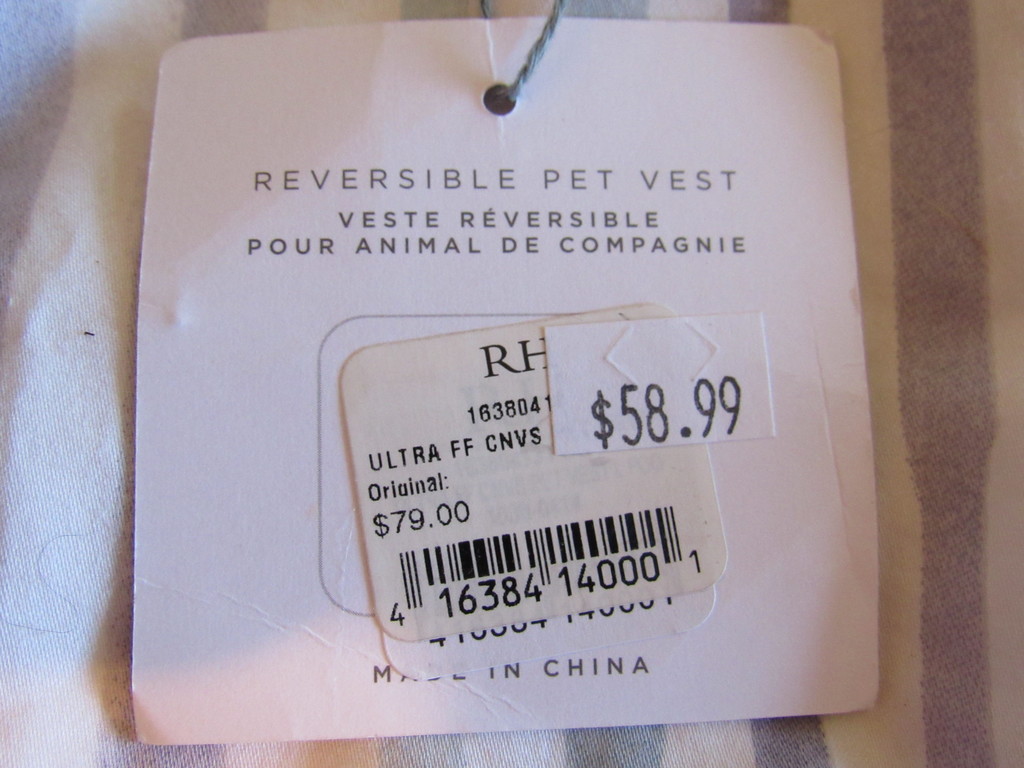 REVERSIBLE PET VEST
VESTE RÉVERSIBLE
POUR ANIMAL DE COMPAGNIE
RH
1638041
ULTRA FF CNVS
$58.99
Original:
$79.00
4 16384 14000 1
MADE IN CHINA